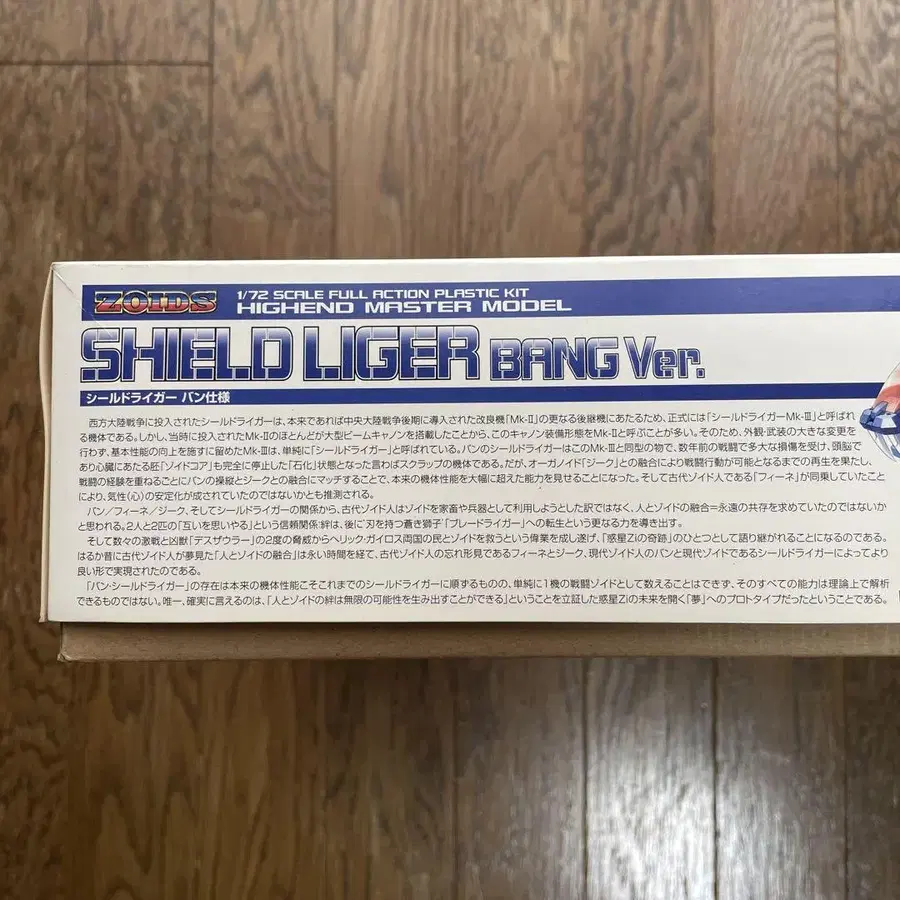 ZOIDS
1/72 SCALE FULL ACTION PLASTIC KIT
HIGHEND MASTER MODEL
SHIELD LIGER BANG Ver.
シールドライガー バン仕様
西方大陸戦争に投入されたシールドライガーは、本来であれば中央大陸戦争後期に導入された改良機「Mk-Ⅱ」の更なる後継機にあたるため、正式には「シールドライガーMk-Ⅲ」と呼ばれ
る機体である。しかし、当時に投入されたMk-Ⅱのほとんどが大型ビームキャノンを搭載したことから、このキャノン装備形態をMk-Ⅱと呼ぶことが多い。そのため、外観・武装の大きな変更を
行わず、基本性能の向上を施すに留めたMk-Ⅲは、単純に「シールドライガー」と呼ばれている。バンのシールドライガーはこのMk-Ⅲと同型の物で、数年前の戦闘で多大な損傷を受け、頭脳で
あり心臓にあたる筐「ゾイドコア」も完全に停止した「石化」状態となった言わばスクラップの機体である。だが、オーガノイド「ジーク」との融合により戦闘行動が可能となるまでの再生を果たし、
戦闘の経験を重ねるごとにバンの操縦とジークとの融合にマッチすることで、本来の機体性能を大幅に超えた能力を見せることになった。そして古代ゾイド人である「フィーネ」が同乗していたこと
により、気性(心)の安定化が成されていたのではないかとも推測される。
バン/フィーネ/ジーク、そしてシールドライガーの関係から、古代ゾイド人はゾイドを家畜や兵器として利用しようとした訳ではなく、人とゾイドの融合=永遠の共存を求めていたのではないか
と思われる。2人と2匹の「互いを思いやる」という信頼関係:絆は、後に「刃を持つ蒼き獅子」「ブレードライガー」への転生という更なる力を導き出す。
そして数々の激戦と凶獣「デスザウラー」の2度の脅威からヘリック・ガイロス両国の民とゾイドを救うという偉業を成し遂げ、「惑星Ziの奇跡」のひとつとして語り継がれることになるのである。
はるか昔に古代ゾイド人が夢見た「人とゾイドの融合」は永い時間を経て、古代ゾイド人の忘れ形見であるフィーネとジーク、現代ゾイド人のバンと現代ゾイドであるシールドライガーによってより
良い形で実現されたのである。
「バン・シールドライガー」の存在は本来の機体性能こそこれまでのシールドライガーに順ずるものの、単純に1機の戦闘ゾイドとして数えることはできず、そのすべての能力は理論上で解析
できるものではない。唯一、確実に言えるのは、「人とゾイドの絆は無限の可能性を生み出すことができる」ということを立証した惑星Ziの未来を開く「夢」へのプロトタイプだったということである。